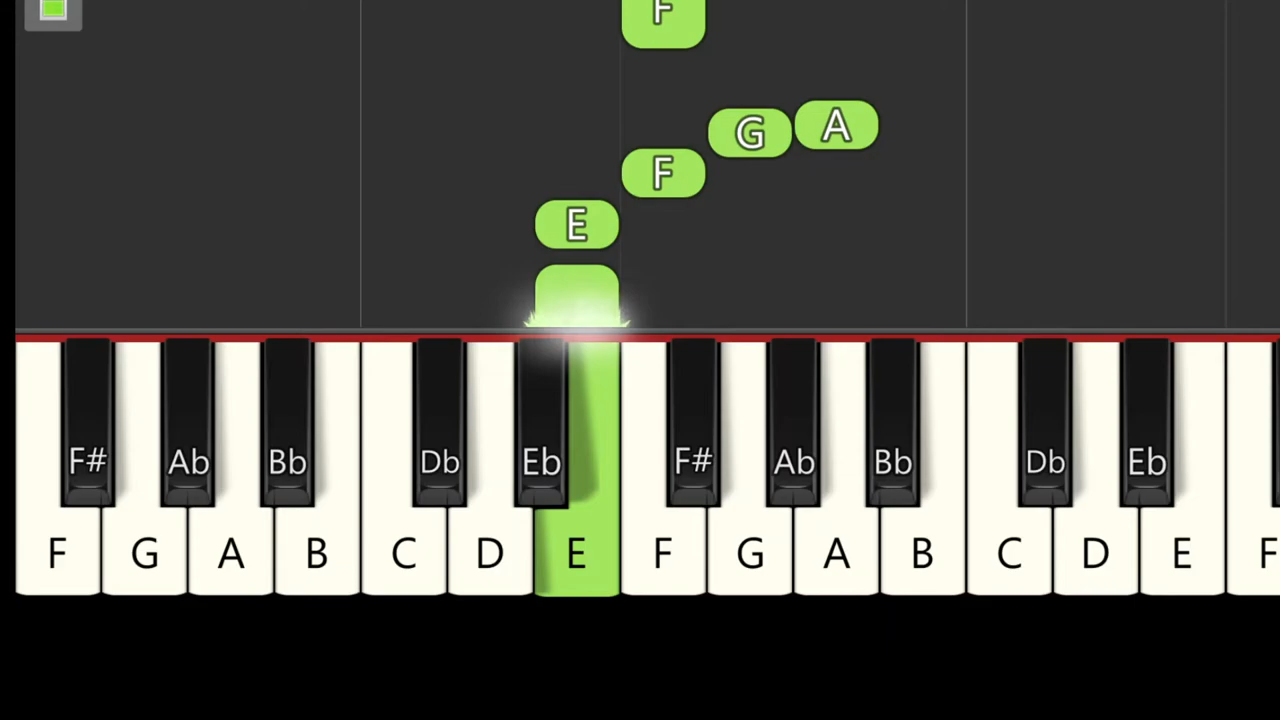 F
G A
F
E
F# Ab Bb Db Eb F# Ab Bb Db Eb
F G A B C D E F G A B C D E F